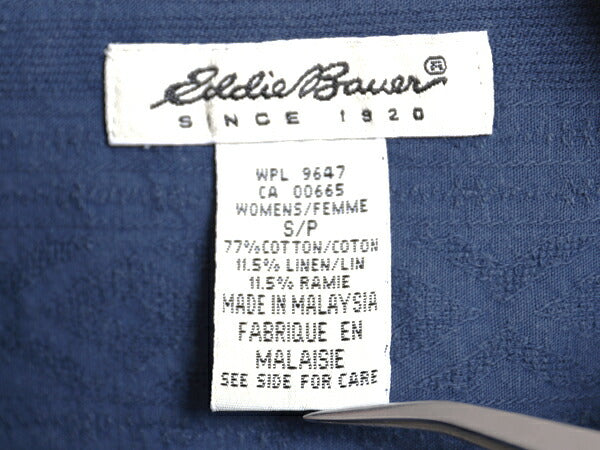 Eddie Bauer®
SINCE 1920
WPL 9647
CA 00665
WOMENS/FEMME
S/P
77%COTTON/COTON
11.5% LINEN/LIN
11.5% RAMIE
MADE IN MALAYSIA
FABRIQUE EN
MALAISIE
SEE SIDE FOR CARE